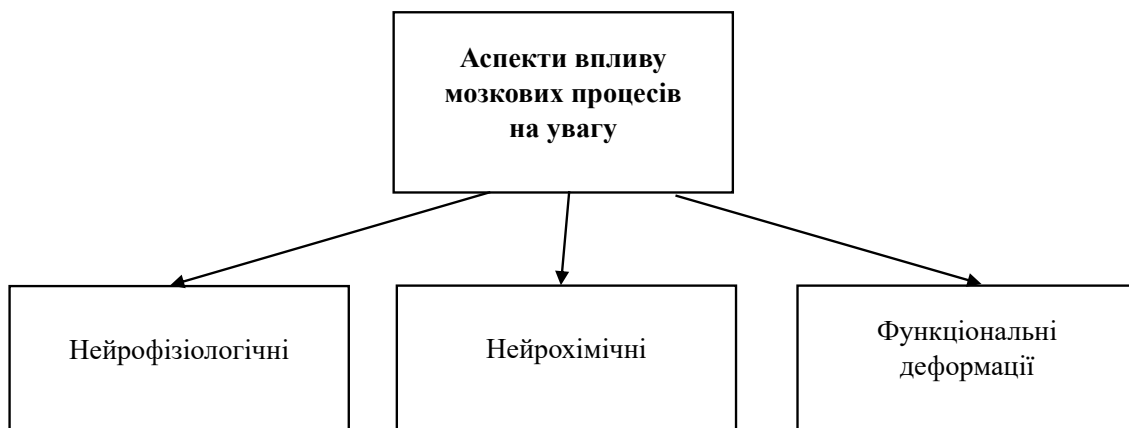 Аспекти впливу
мозкових процесів
на увагу
Нейрофізіологічні
Нейрохімічні
Функціональні
деформації